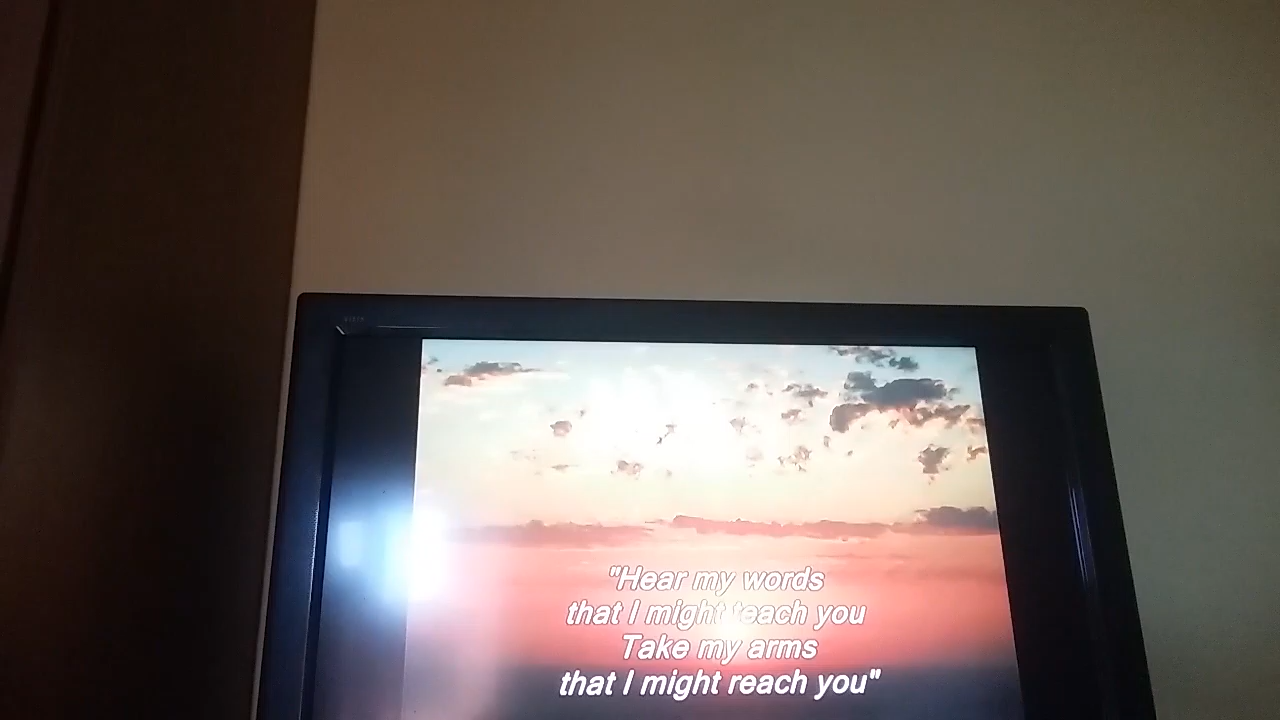 "Hear my words
that I might teach you
Take my arms
that I might reach you"